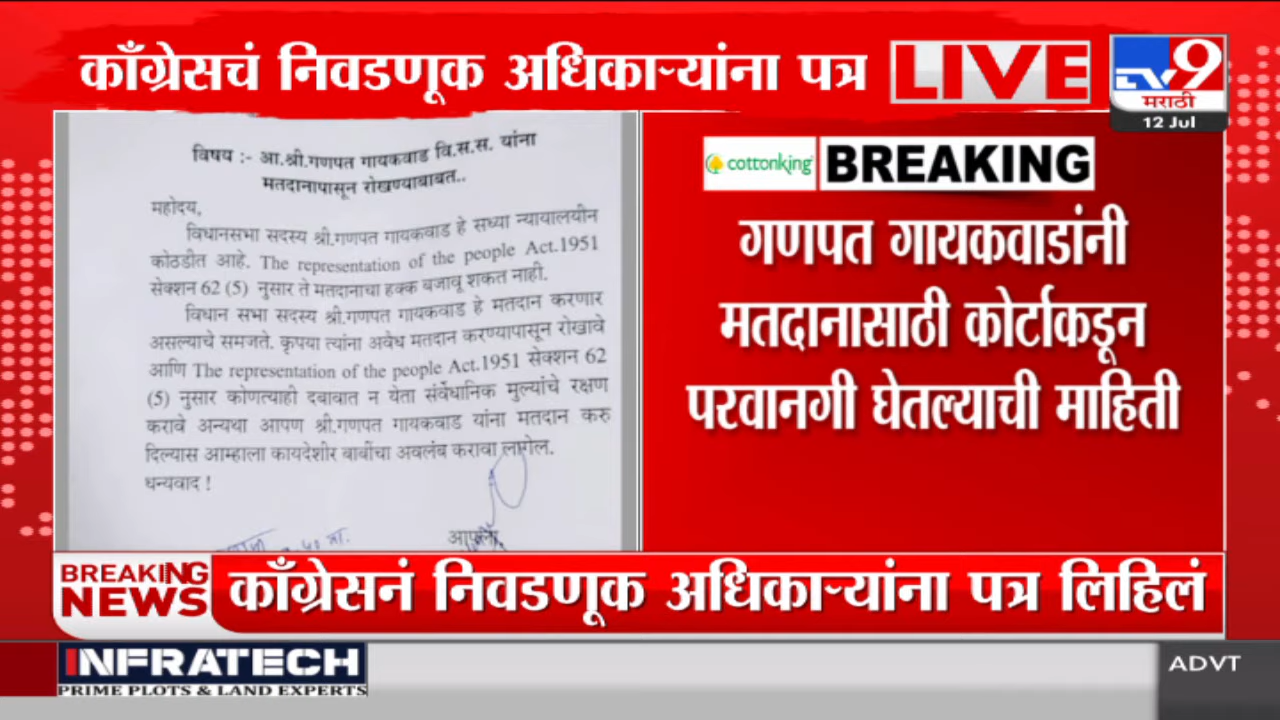 काँग्रेसचं निवडणूक अधिकाऱ्यांना पत्र
LIVE
TV9
मराठी
12 Jul
विषय :- आ.श्री.गणपत गायकवाड वि.स.स. यांना
मतदानापासून रोखण्याबाबत..
महोदय,
विधानसभा सदस्य श्री.गणपत गायकवाड हे सध्या न्यायालयीन
कोठडीत आहे. The representation of the people Act.1951
सेक्शन 62 (5) नुसार ते मतदानाचा हक्क बजावू शकत नाही.
विधान सभा सदस्य श्री.गणपत गायकवाड हे मतदान करणार
असल्याचे समजते. कृपया त्यांना अवैध मतदान करण्यापासून रोखावे
आणि The representation of the people Act.1951 सेक्शन 62
(5) नुसार कोणत्याही दबाबात न येता संर्वेधानिक मुल्यांचे रक्षण
करावे अन्यथा आपण श्री.गणपत गायकवाड यांना मतदान करु
दिल्यास आम्हाला कायदेशीर बाबींचा अवलंब करावा लागेल.
धन्यवाद !
आपला
cottonking
BREAKING
गणपत गायकवाडांनी
मतदानासाठी कोर्टाकडून
परवानगी घेतल्याची माहिती
BREAKING
NEWS
काँग्रेसनं निवडणूक अधिकाऱ्यांना पत्र लिहिलं
INFRATECH
PRIME PLOTS & LAND EXPERTS
ADVT